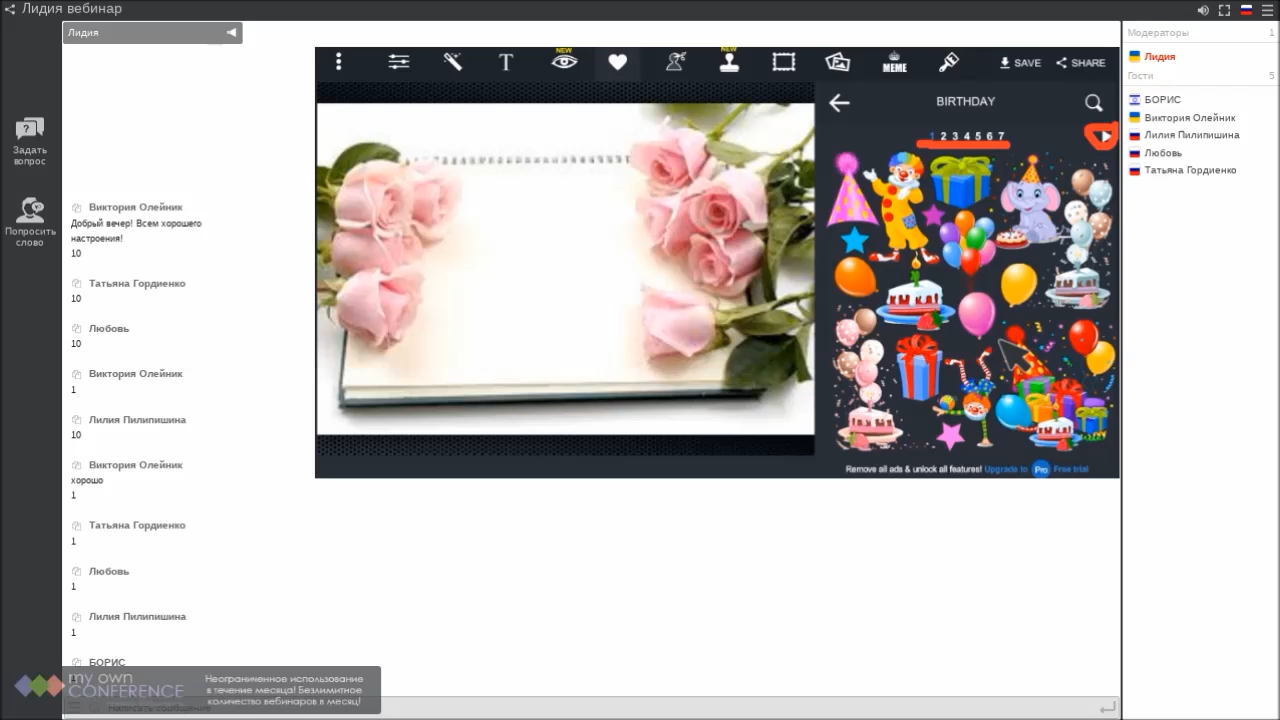 Лидия вебинар
Лидия
Задать
вопрос
Попросить
слово
Виктория Олейник
Добрый вечер! Всем хорошего
настроения!
10
Татьяна Гордиенко
10
Любовь
10
Виктория Олейник
1
Лилия Пилипишина
10
Виктория Олейник
хорошо
1
Татьяна Гордиенко
1
Любовь
1
Лилия Пилипишина
1
БОРИС
my own
CONFERENCE
Неограниченное использование
в течение месяца! Безлимитное
количество вебинаров в месяц!
Написать сообщение
T
NEW
NEW
MEME
SAVE
SHARE
BIRTHDAY
1 2 3 4 5 6 7
Remove all ads & unlock all features! Upgrade to Pro Free trial
Модераторы 1
Лидия
Гости 5
БОРИС
Виктория Олейник
Лилия Пилипишина
Любовь
Татьяна Гордиенко